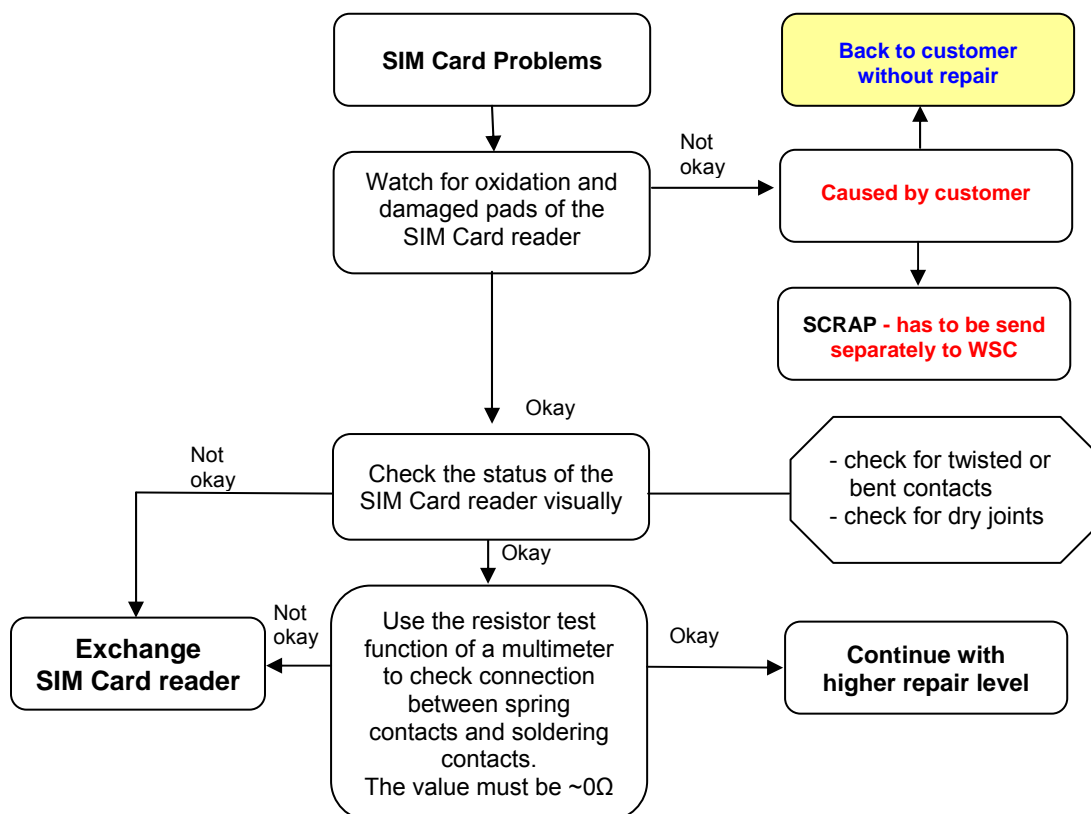 SIM Card Problems
Back to customer
without repair
Not
okay
Watch for oxidation and
damaged pads of the
SIM Card reader
Caused by customer
SCRAP - has to be send
separately to WSC
Okay
Not
okay
Check the status of the
SIM Card reader visually
- check for twisted or
bent contacts
- check for dry joints
Okay
Exchange
SIM Card reader
Not
okay
Use the resistor test
function of a multimeter
to check connection
between spring
contacts and soldering
contacts.
The value must be ~0Ω
Okay
Continue with
higher repair level